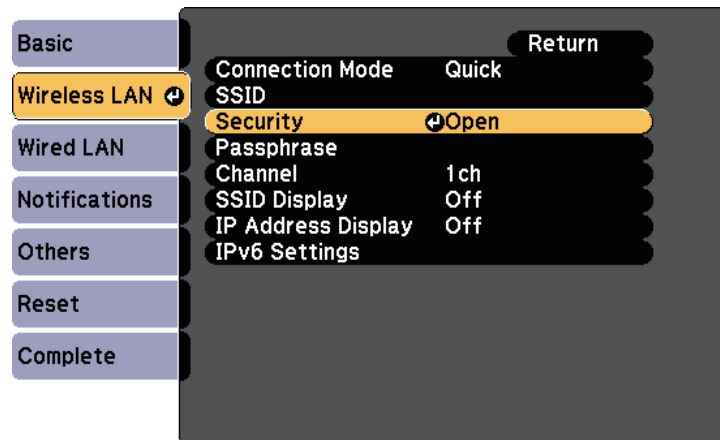 Basic
Wireless LAN
Wired LAN
Notifications
Others
Reset
Complete
Return
Connection Mode Quick
SSID
Security Open
Passphrase
Channel 1ch
SSID Display Off
IP Address Display Off
IPv6 Settings